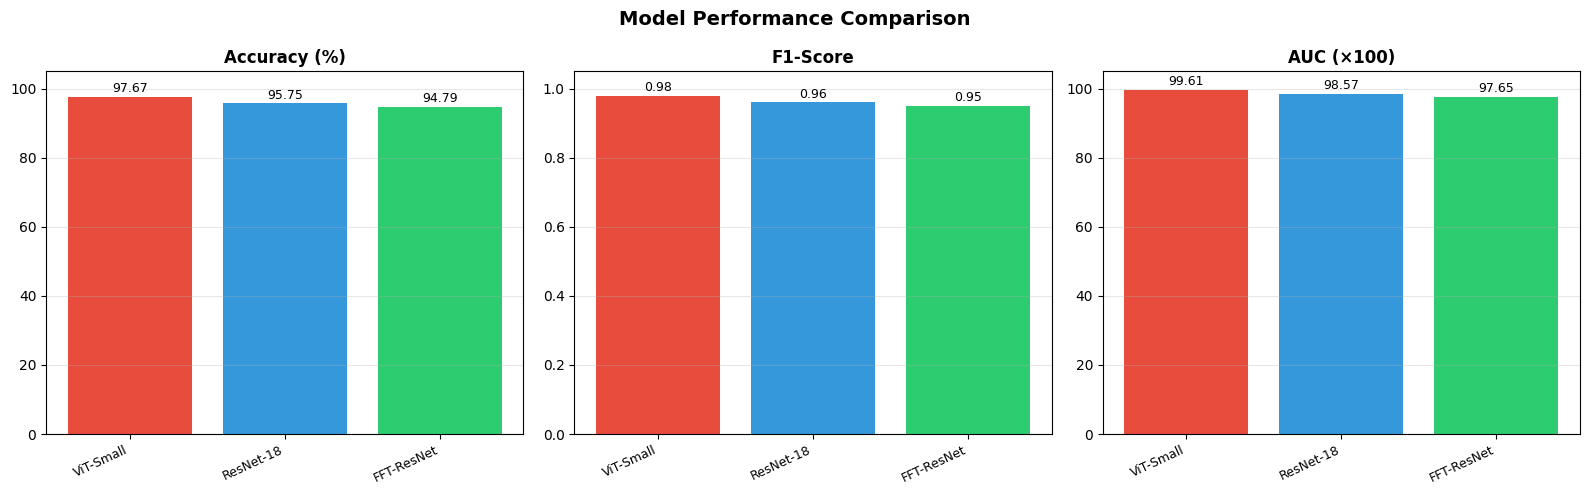 Model Performance Comparison
Accuracy (%)
100
80
60
40
20
0
97.67
95.75
94.79
ViT-Small
ResNet-18
FFT-ResNet
F1-Score
1.0
0.8
0.6
0.4
0.2
0.0
0.98
0.96
0.95
ViT-Small
ResNet-18
FFT-ResNet
AUC (×100)
100
80
60
40
20
0
99.61
98.57
97.65
ViT-Small
ResNet-18
FFT-ResNet